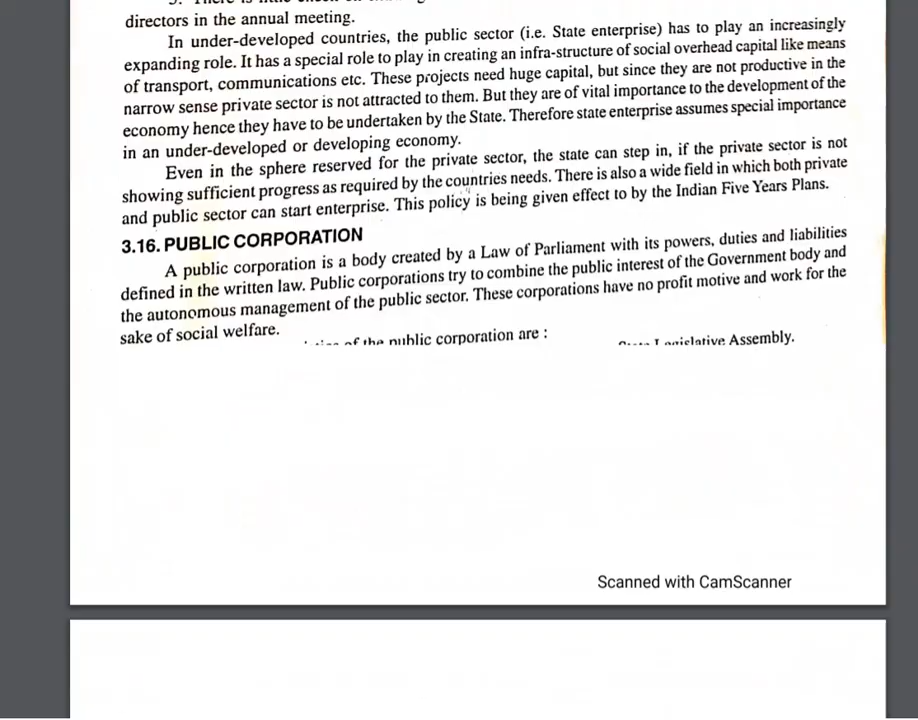 directors in the annual meeting.
In under-developed countries, the public sector (i.e. State enterprise) has to play an increasingly
expanding role. It has a special role to play in creating an infra-structure of social overhead capital like means
of transport, communications etc. These projects need huge capital, but since they are not productive in the
narrow sense private sector is not attracted to them. But they are of vital importance to the development of the
economy hence they have to be undertaken by the State. Therefore state enterprise assumes special importance
in an under-developed or developing economy.
Even in the sphere reserved for the private sector, the state can step in, if the private sector is not
showing sufficient progress as required by the countries needs. There is also a wide field in which both private
and public sector can start enterprise. This policy is being given effect to by the Indian Five Years Plans.
3.16. PUBLIC CORPORATION
A public corporation is a body created by a Law of Parliament with its powers, duties and liabilities
defined in the written law. Public corporations try to combine the public interest of the Government body and
the autonomous management of the public sector. These corporations have no profit motive and work for the
sake of social welfare.
of the public corporation are :
Legislative Assembly.
Scanned with CamScanner